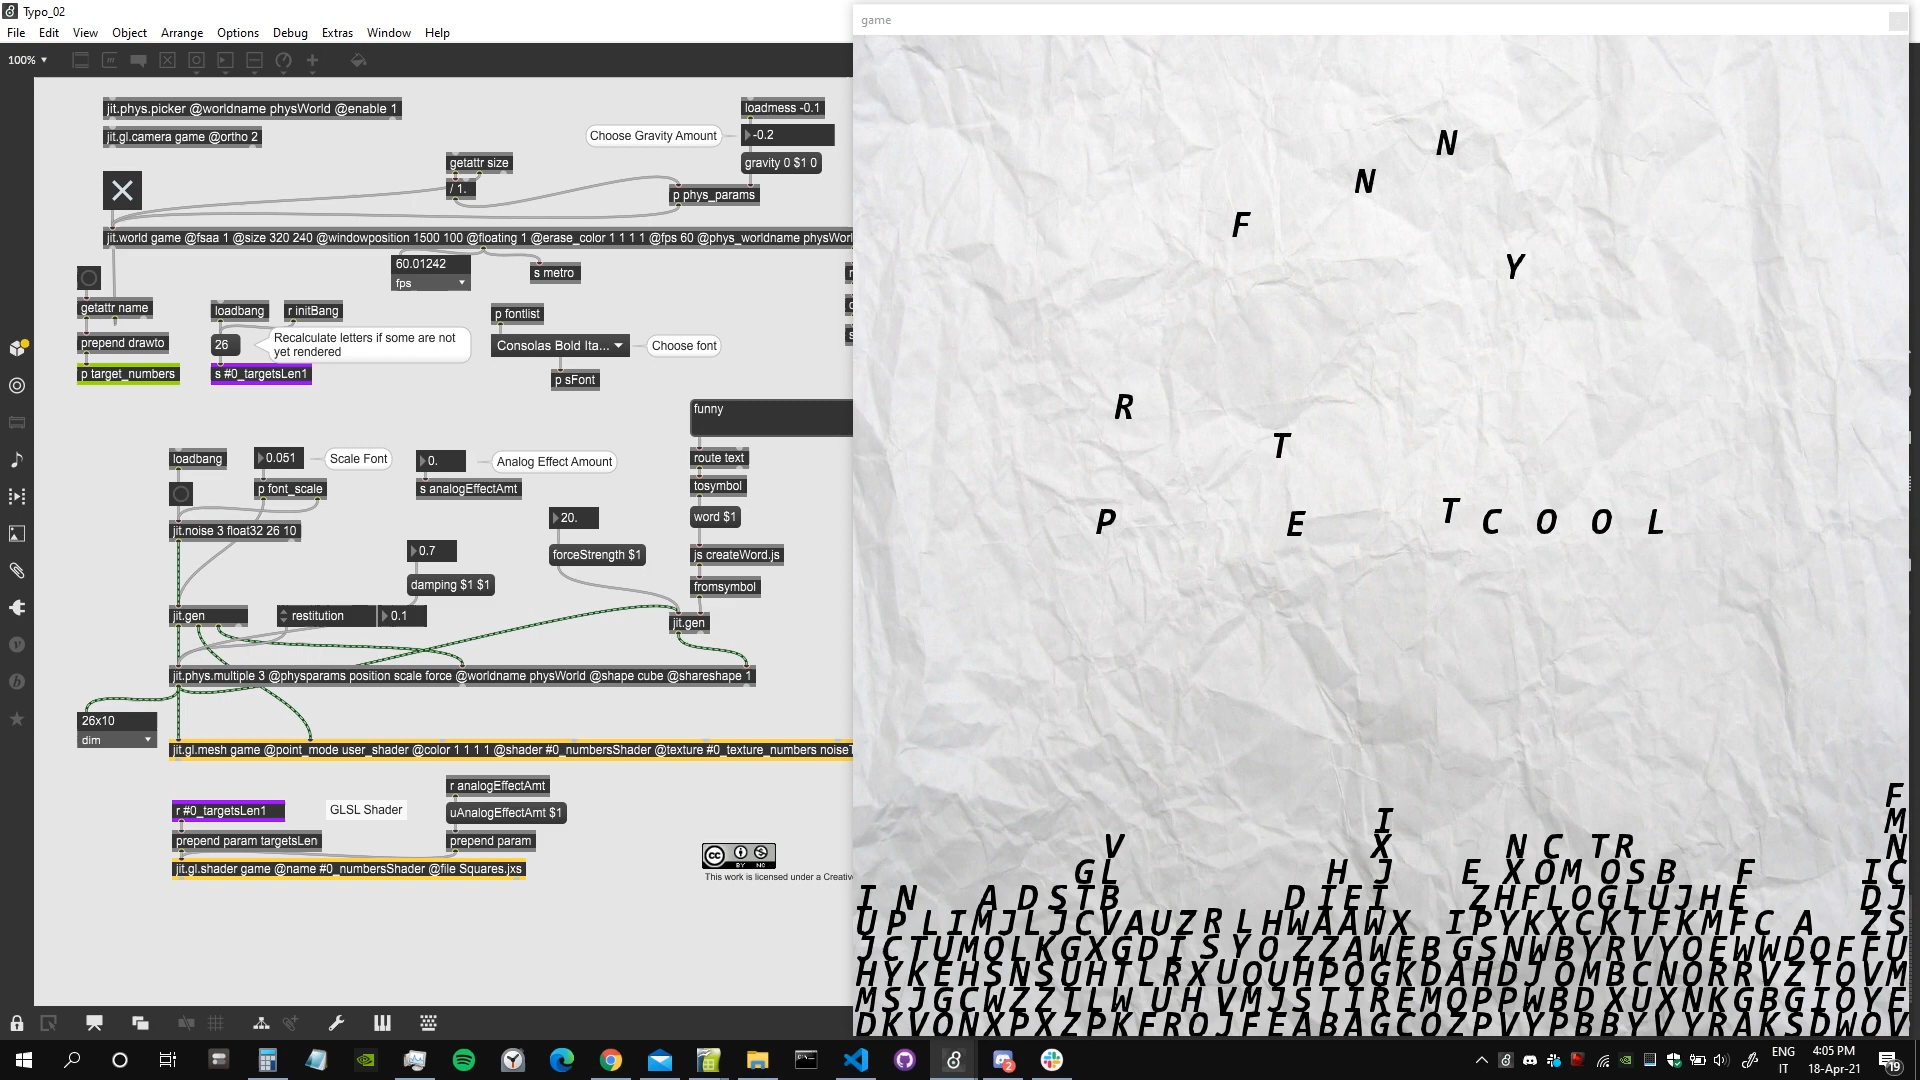 Typo_02
game
File Edit View Object Arrange Options Debug Extras Window Help
100%
jit.phys.picker @worldname physWorld @enable 1
jit.gl.camera game @ortho 2
loadmess -0.1
Choose Gravity Amount
-0.2
getattr size
gravity 0 $1 0
/ 1.
p phys_params
jit.world game @fsaa 1 @size 320 240 @windowposition 1500 100 @floating 1 @erase_color 1 1 1 1 @fps 60 @phys_worldname physWorl
60.01242
fps
s metro
getattr name
loadbang
r initBang
p fontlist
prepend drawto
26
Recalculate letters if some are not
yet rendered
Consolas Bold Ita...
Choose font
p target_numbers
s #0_targetsLen1
p sFont
funny
loadbang
0.051
Scale Font
0.
Analog Effect Amount
route text
p font_scale
s analogEffectAmt
tosymbol
20.
word $1
jit.noise 3 float32 26 10
0.7
forceStrength $1
js createWord.js
damping $1 $1
fromsymbol
jit.gen
restitution
0.1
jit.gen
jit.phys.multiple 3 @physparams position scale force @worldname physWorld @shape cube @shareshape 1
26x10
dim
jit.gl.mesh game @point_mode user_shader @color 1 1 1 1 @shader #0_numbersShader @texture #0_texture_numbers noiseT
r analogEffectAmt
r #0_targetsLen1
GLSL Shader
uAnalogEffectAmt $1
prepend param targetsLen
prepend param
jit.gl.shader game @name #0_numbersShader @file Squares.jxs
CC BY NC
This work is licensed under a Creative
N
N
F
Y
R
T
P E T C O O L
F
I M
V X N C T R N
G L H J E X O M O S B F I C
I N A D S T B D I E I Z H F L O G L U J H E D J
U P L I M J L J C V A U Z R L H W A A W X I P Y K X C K T F K M F C A Z S
J C T U M Q L K G X G D I S Y O Z Z A W E B G S N W B Y R V Y O E W W D Q F F U
H Y K E H S N S U H T L R X U Q U H P O G K D A H D J O M B C N O R R V Z T O V M
M S J G C W Z Z I L W U H V M J S T I R E M Q P P W B D X U X N K G B G I Q Y E
D K V O N X P X Z P K F R Q J F E A B A G C O Z P V Y P B B Y V Y R A K S D W O V
ENG
IT
4:05 PM
18-Apr-21
2
19